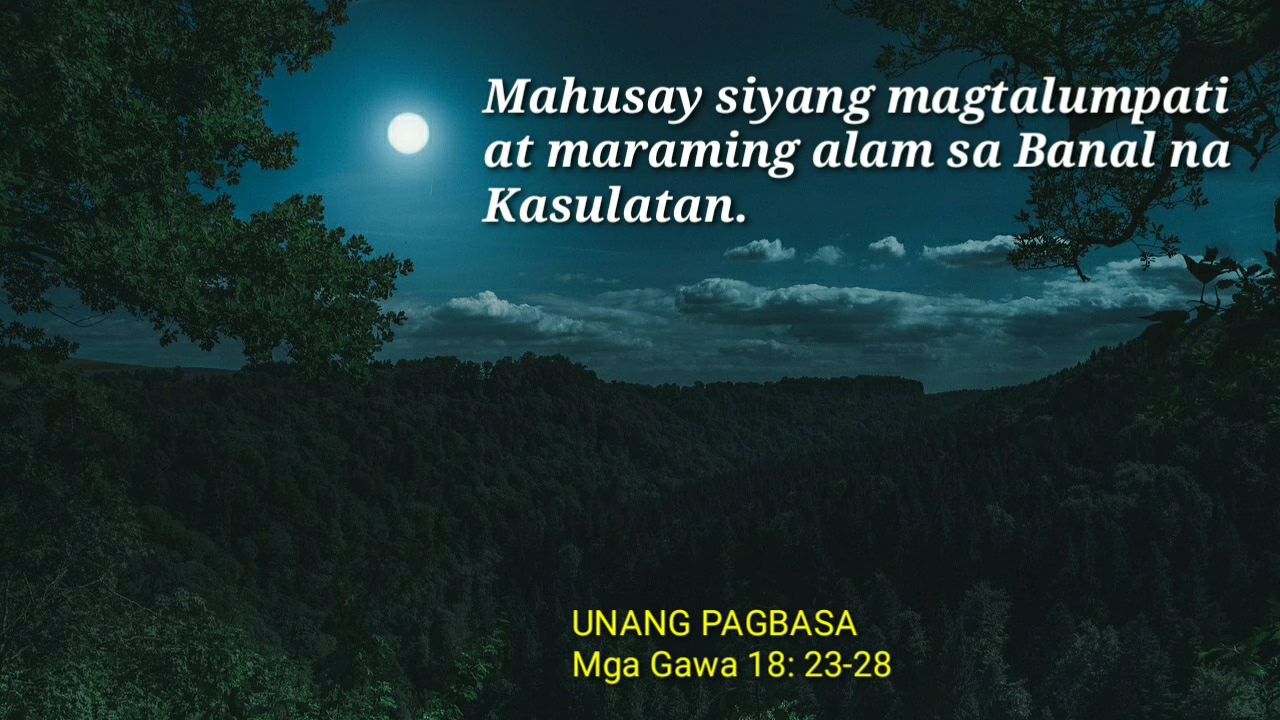 Mahusay siyang magtalumpati
at maraming alam sa Banal na
Kasulatan.
UNANG PAGBASA
Mga Gawa 18: 23-28